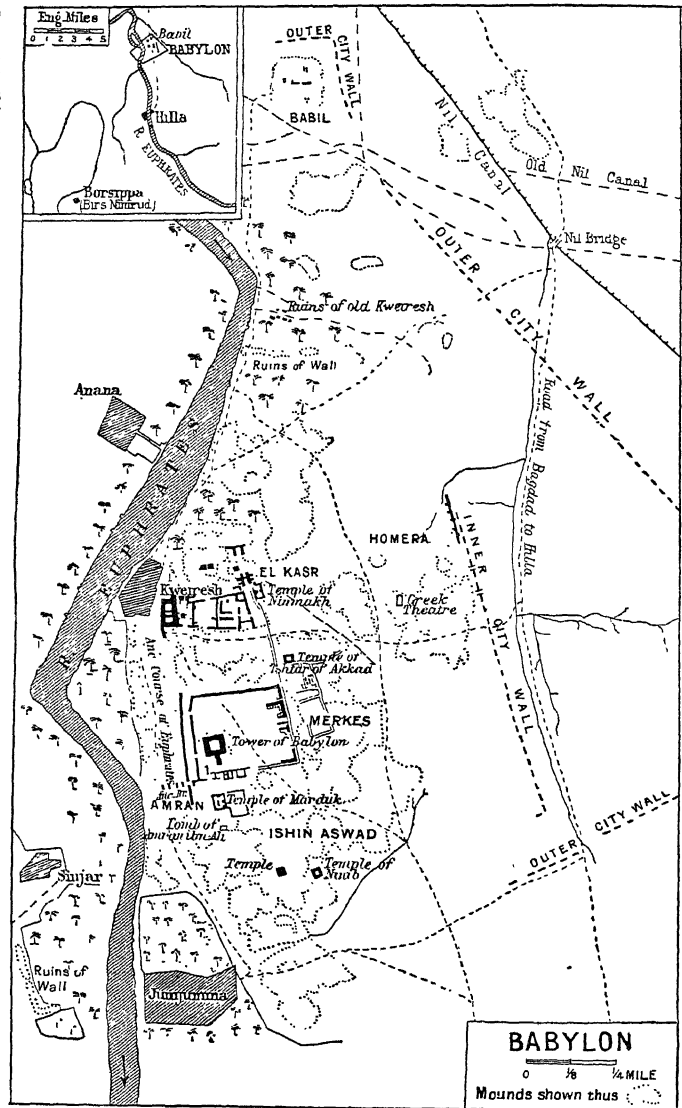 Eng. Miles
0 1 2 3 4 5
Babil
BABYLON
Hilla
R. EUPHRATES
Borsippa
(Birs Nimrud)
OUTER
CITY WALL
BABIL
Nil Canal
Old Nil Canal
Nil Bridge
OUTER CITY WALL
Ruins of old Kweiresh
Ruins of Wall
Anana
Road from Bagdad to Hilla
R. EUPHRATES
HOMERA
INNER CITY WALL
EL KASR
Kweiresh
Temple of
Ninmakh
Greek
Theatre
Anc. Course of Euphrates
Temple of
Ishtar of Akkad
MERKES
Tower of Babylon
AMRAN
Temple of Marduk
Tomb of
ISHIN ASWAD
OUTER CITY WALL
Temple
Temple of
Sinjar
Ruins of
Wall
Jumjumma
BABYLON
0 1/8 1/4 MILE
Mounds shown thus